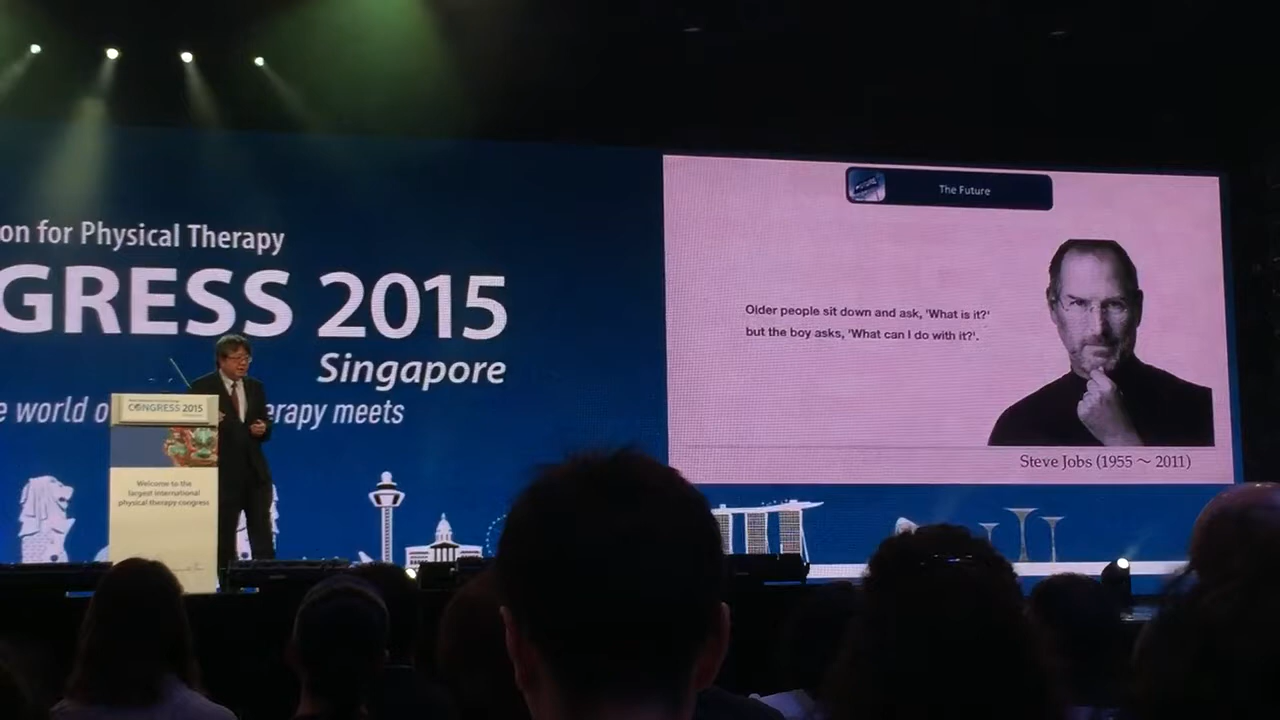 on for Physical Therapy
GRESS 2015
Singapore
e world o
erapy meets
CONGRESS 2015
Welcome to the
largest international
physical therapy congress
The Future
Older people sit down and ask, 'What is it?'
but the boy asks, 'What can I do with it?'.
Steve Jobs (1955 ～ 2011)